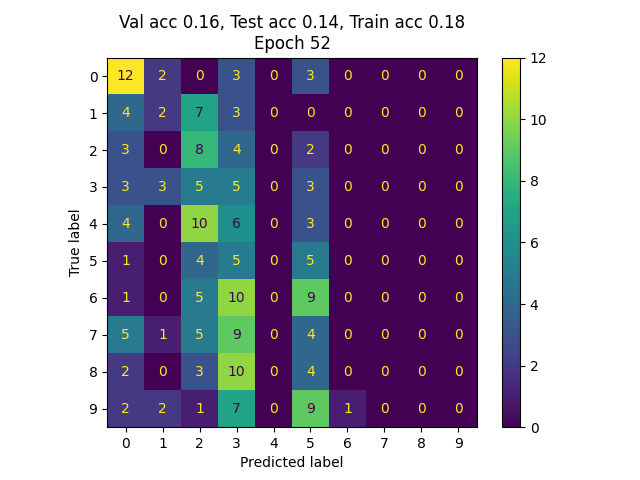 Val acc 0.16, Test acc 0.14, Train acc 0.18
Epoch 52
0 12 2 0 3 0 3 0 0 0 0
1 4 2 7 3 0 0 0 0 0 0
2 3 0 8 4 0 2 0 0 0 0
3 3 3 5 5 0 3 0 0 0 0
4 4 0 10 6 0 3 0 0 0 0
5 1 0 4 5 0 5 0 0 0 0
6 1 0 5 10 0 9 0 0 0 0
7 5 1 5 9 0 4 0 0 0 0
8 2 0 3 10 0 4 0 0 0 0
9 2 2 1 7 0 9 1 0 0 0
0 1 2 3 4 5 6 7 8 9
Predicted label
True label
12
10
8
6
4
2
0